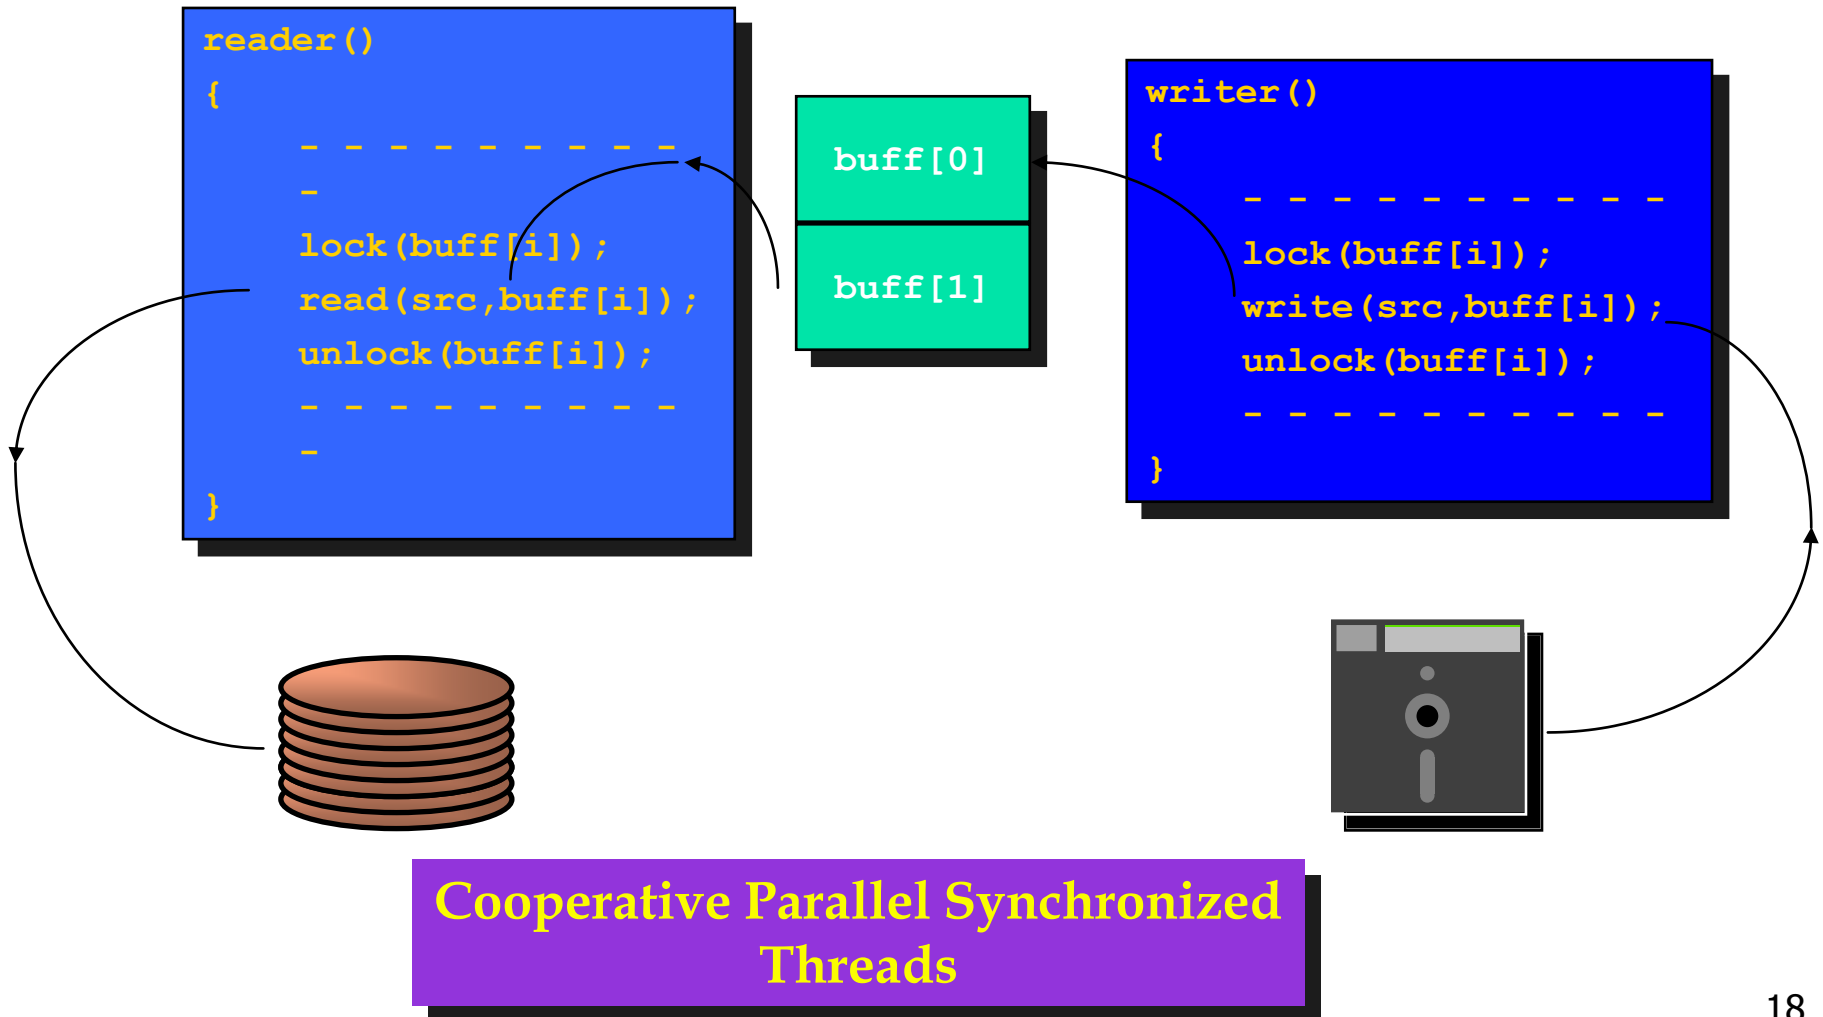 reader()
{
- - - - - - - - -
-
lock(buff[i]);
read(src,buff[i]);
unlock(buff[i]);
- - - - - - - - -
-
}
buff[0]
buff[1]
writer()
{
- - - - - - - - - -
lock(buff[i]);
write(src,buff[i]);
unlock(buff[i]);
- - - - - - - - - -
}
Cooperative Parallel Synchronized
Threads
18